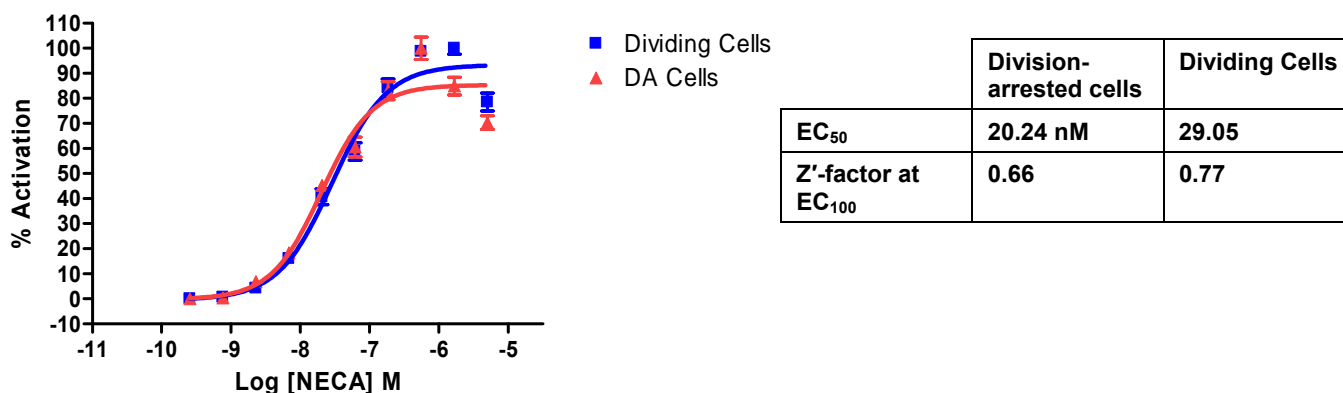 110
100
90
80
70
60
50
40
30
20
10
0
-10
% Activation
-11 -10 -9 -8 -7 -6 -5
Log [NECA] M
Dividing Cells
DA Cells
Division-
arrested cells
Dividing Cells
EC₅₀ 20.24 nM 29.05
Z′-factor at
EC₁₀₀
0.66 0.77